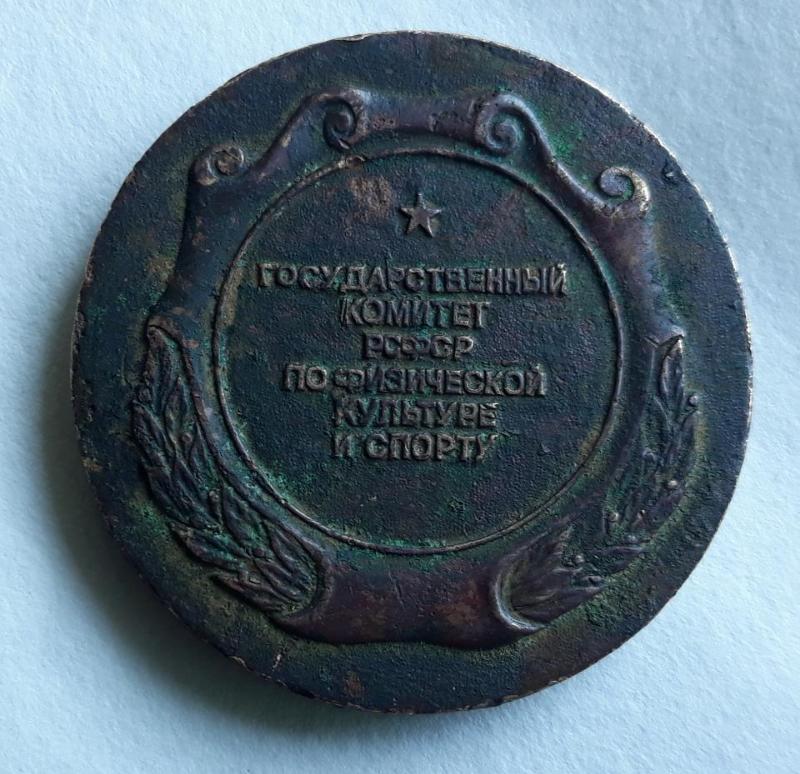 ГОСУДАРСТВЕННЫЙ
КОМИТЕТ
РСФСР
ПО ФИЗИЧЕСКОЙ
КУЛЬТУРЕ
И СПОРТУ